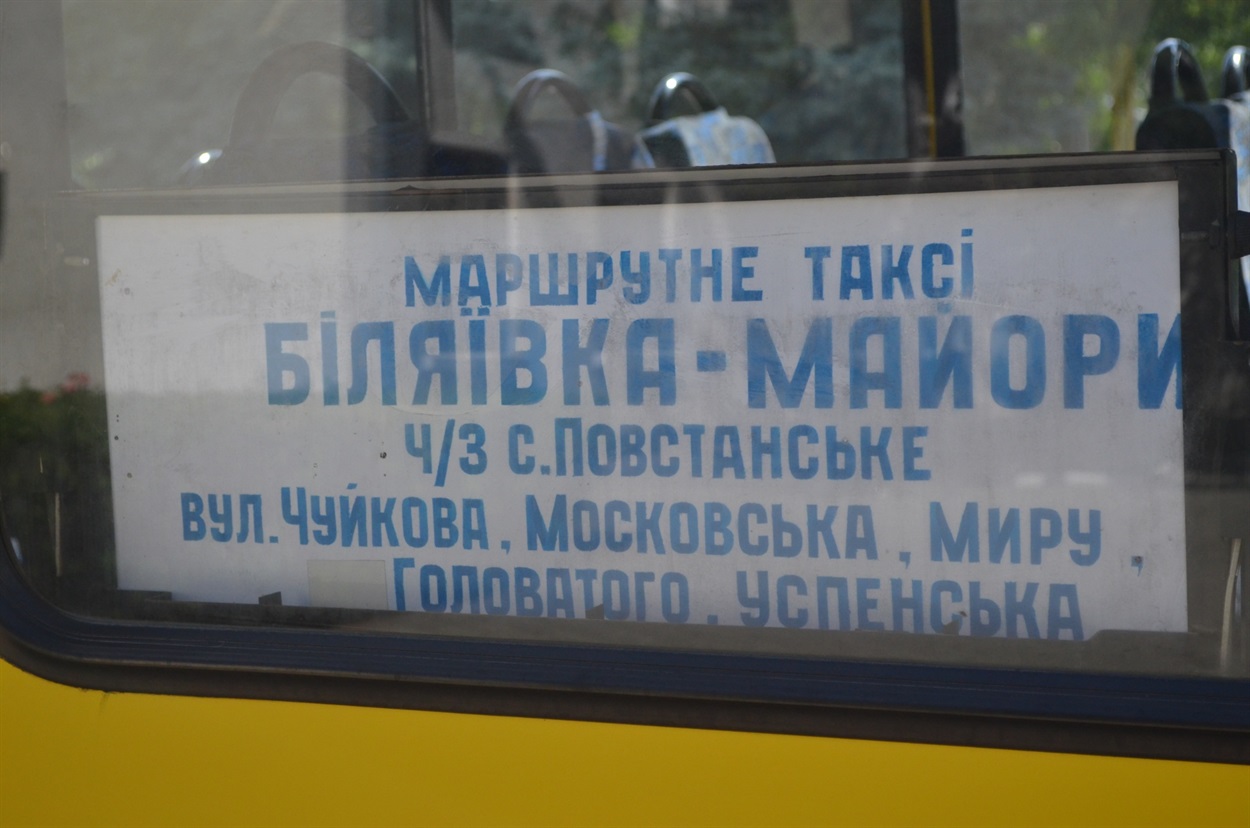 МАРШРУТНЕ ТАКСІ
БІЛЯЇВКА-МАЙОРИ
Ч/З С.ПОВСТАНСЬКЕ
ВУЛ.ЧУЙКОВА, МОСКОВСЬКА, МИРУ,
ГОЛОВАТОГО, УСПЕНСЬКА